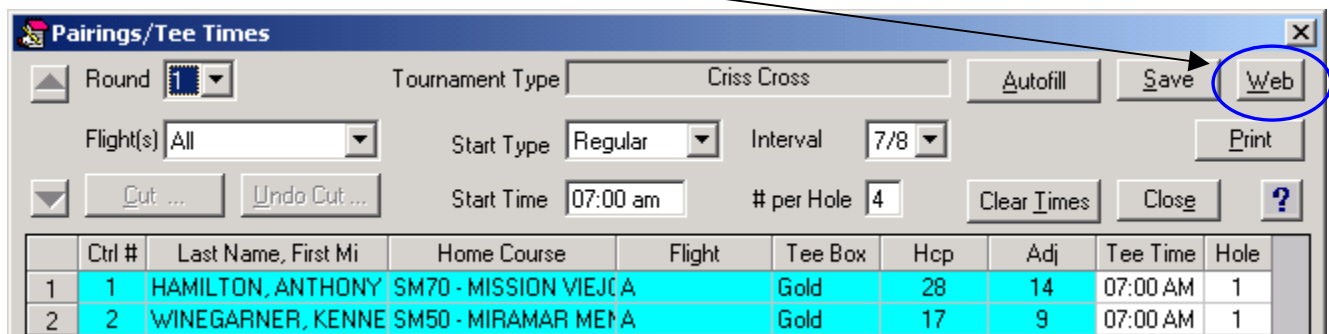 Pairings/Tee Times
Round 1 Tournament Type Criss Cross Autofill Save Web
Flight(s) All Start Type Regular Interval 7/8 Print
Cut ... Undo Cut ... Start Time 07:00 am # per Hole 4 Clear Times Close ?
Ctrl # Last Name, First Mi Home Course Flight Tee Box Hcp Adj Tee Time Hole
1 1 HAMILTON, ANTHONY SM70 - MISSION VIEJO A Gold 28 14 07:00 AM 1
2 2 WINEGARNER, KENNE SM50 - MIRAMAR MEM A Gold 17 9 07:00 AM 1